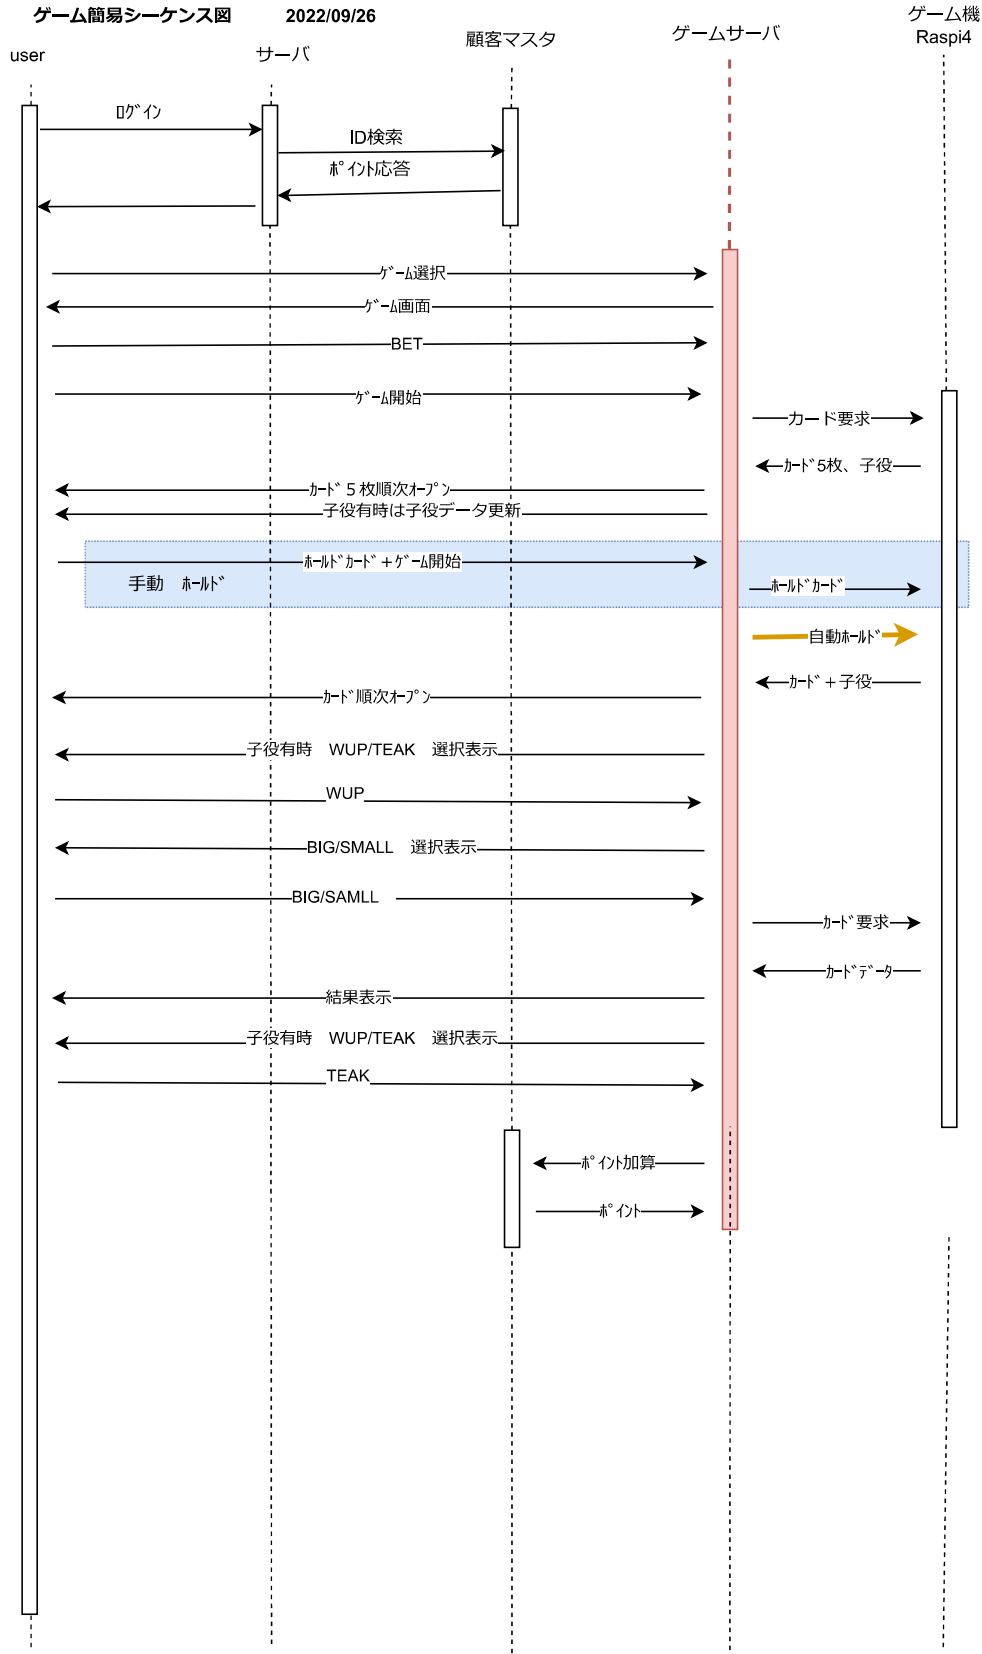 ゲーム簡易シーケンス図 2022/09/26
user
サーバ
顧客マスタ
ゲームサーバ
ゲーム機
Raspi4
ﾛｸﾞｲﾝ
ID検索
ﾎﾟｲﾝﾄ応答
ｹﾞｰﾑ選択
ｹﾞｰﾑ画面
BET
ｹﾞｰﾑ開始
カード要求
ｶｰﾄﾞ5枚、子役
ｶｰﾄﾞ５枚順次ｵｰﾌﾟﾝ
子役有時は子役データ更新
ﾎｰﾙﾄﾞｶｰﾄﾞ＋ｹﾞｰﾑ開始
手動　ﾎｰﾙﾄﾞ
ﾎｰﾙﾄﾞｶｰﾄﾞ
自動ﾎｰﾙﾄﾞ
ｶｰﾄﾞ＋子役
ｶｰﾄﾞ順次ｵｰﾌﾟﾝ
子役有時　WUP/TEAK　選択表示
WUP
BIG/SMALL　選択表示
BIG/SAMLL
ｶｰﾄﾞ要求
ｶｰﾄﾞﾃﾞｰﾀ
結果表示
子役有時　WUP/TEAK　選択表示
TEAK
ﾎﾟｲﾝﾄ加算
ﾎﾟｲﾝﾄ